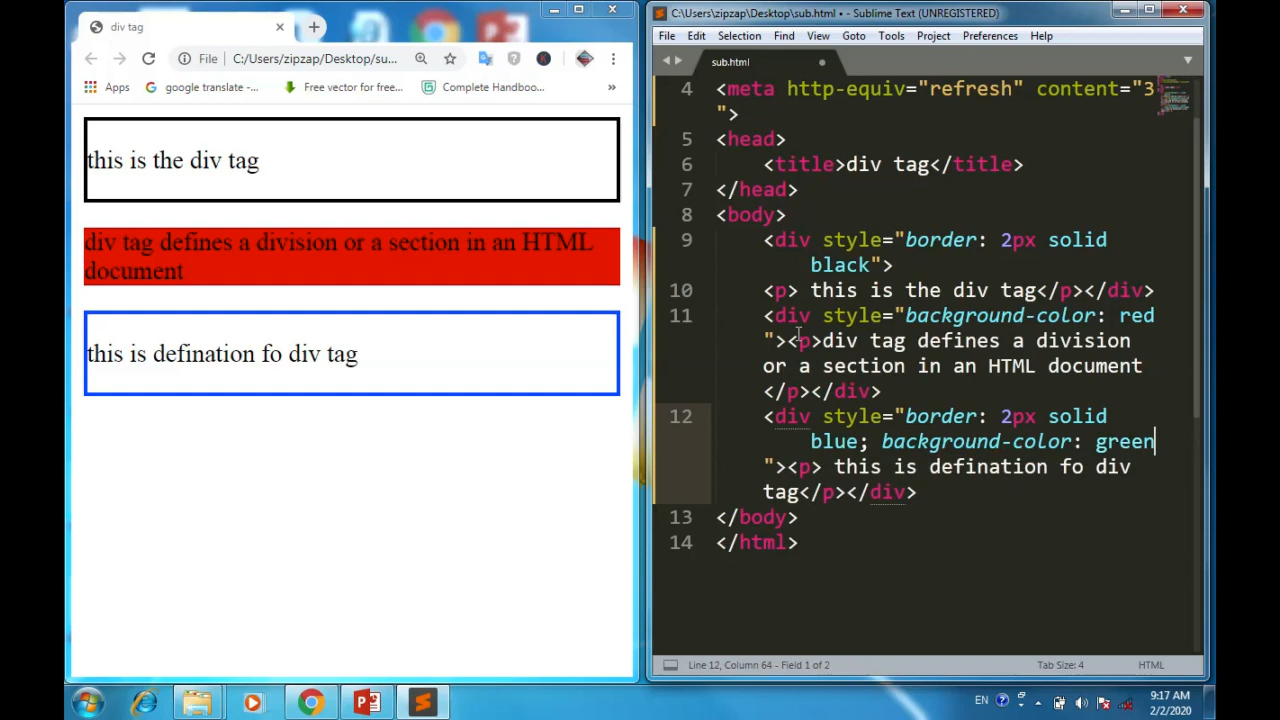 div tag
File
C:/Users/zipzap/Desktop/su...
Apps
google translate -...
Free vector for freel...
Complete Handboo...
»
this is the div tag
div tag defines a division or a section in an HTML
document
this is defination fo div tag
C:\Users\zipzap\Desktop\sub.html • - Sublime Text (UNREGISTERED)
File Edit Selection Find View Goto Tools Project Preferences Help
sub.html
4 <meta http-equiv="refresh" content="3
">
5 <head>
6 <title>div tag</title>
7 </head>
8 <body>
9 <div style="border: 2px solid
black">
10 <p> this is the div tag</p></div>
11 <div style="background-color: red
"><p>div tag defines a division
or a section in an HTML document
</p></div>
12 <div style="border: 2px solid
blue; background-color: green
"><p> this is defination fo div
tag</p></div>
13 </body>
14 </html>
Line 12, Column 64 - Field 1 of 2
Tab Size: 4
HTML
EN
9:17 AM
2/2/2020